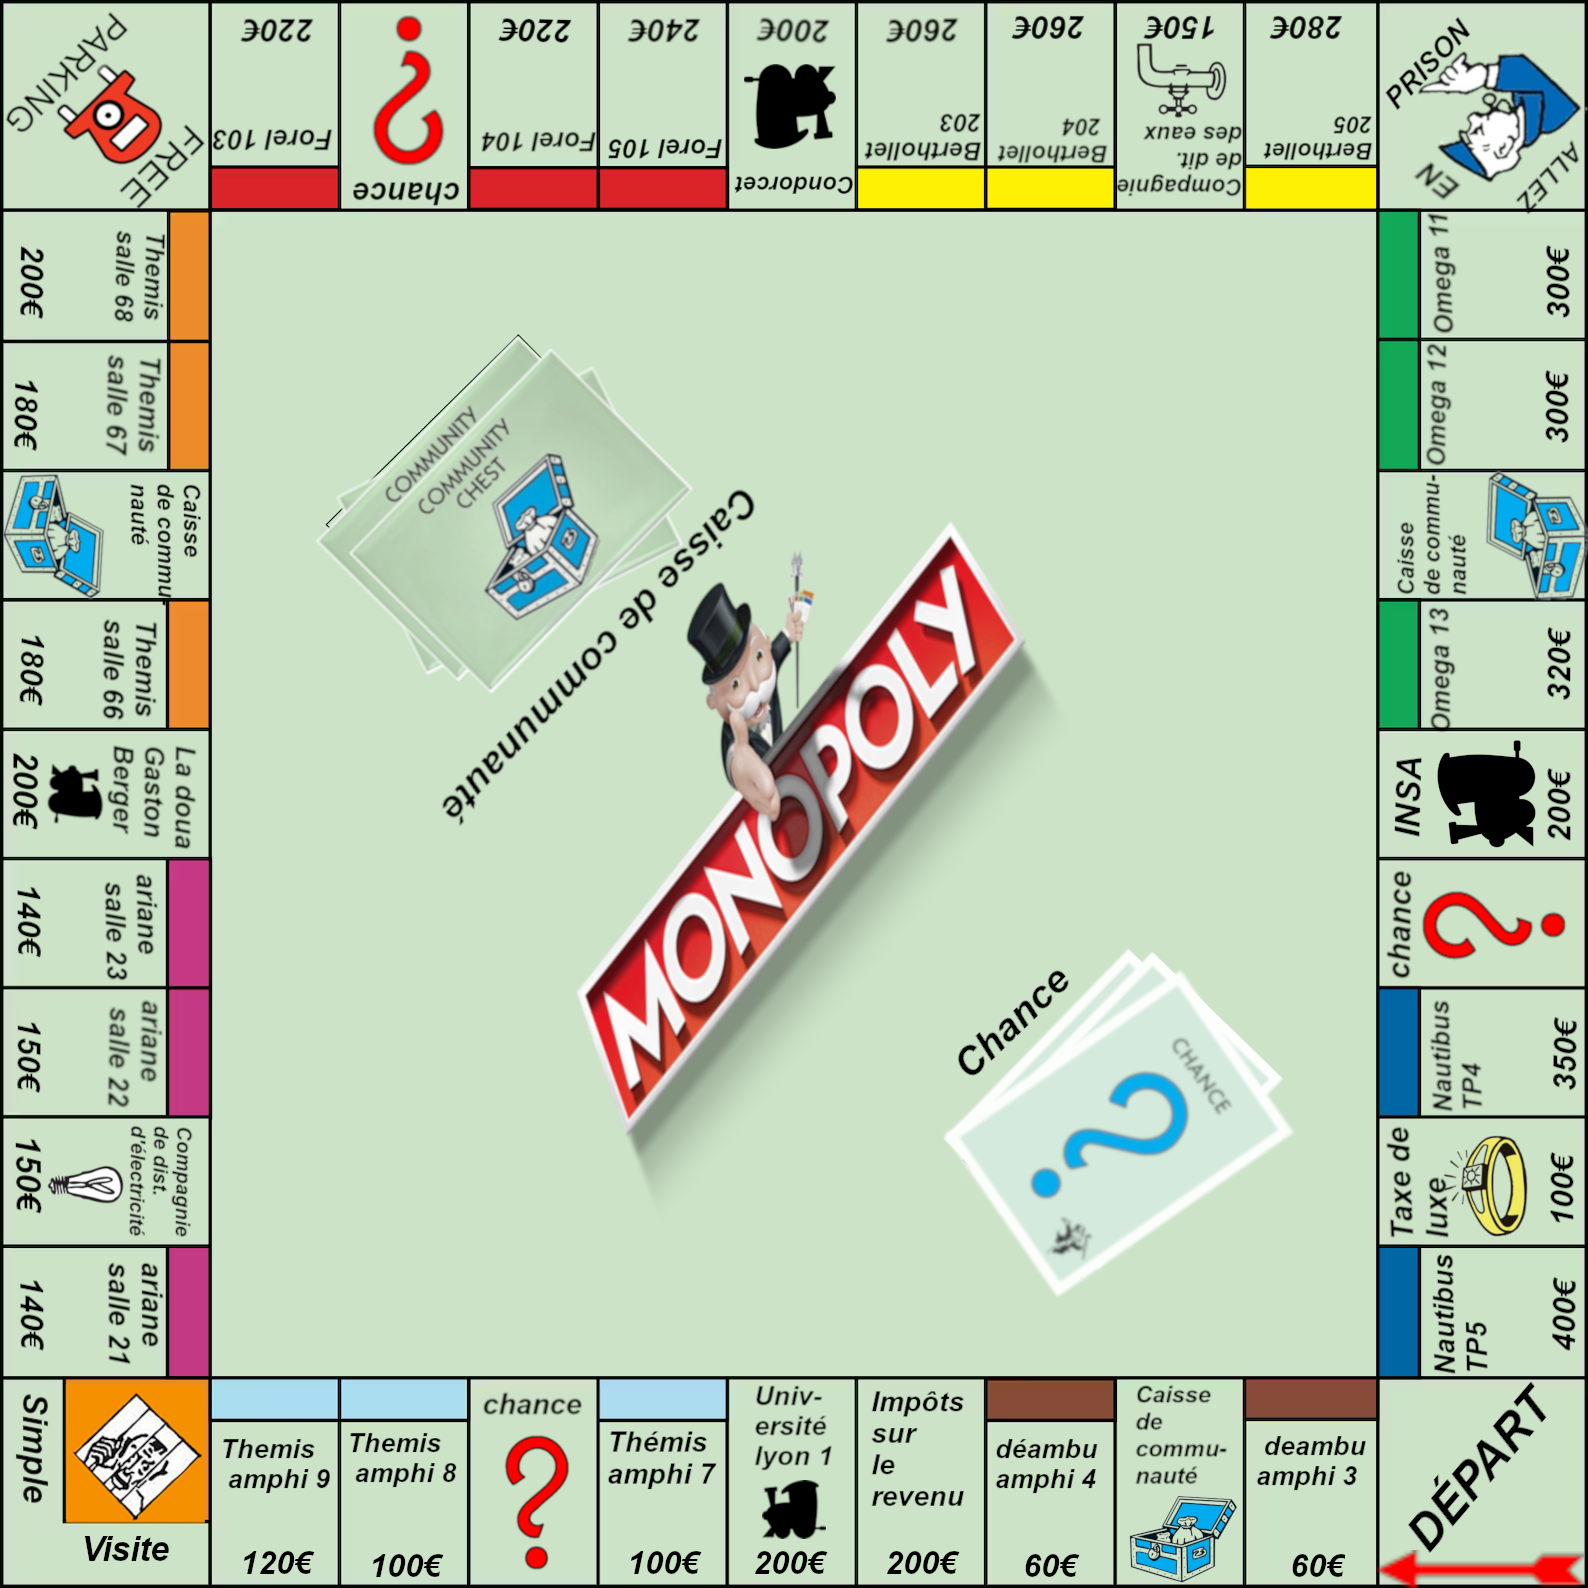 FREE
PARKING
220€
Forel 103
chance
220€
Forel 104
240€
Forel 105
200€
Condorcet
260€
Berthollet
203
260€
Berthollet
204
150€
Compagnie
de dit.
des eaux
280€
Berthollet
205
ALLEZ
EN
PRISON
Themis
salle 68
200€
Themis
salle 67
180€
Caisse
de commu
nauté
Themis
salle 66
180€
La doua
Gaston
Berger
200€
ariane
salle 23
140€
ariane
salle 22
150€
Compagnie
de dist.
d'électricité
150€
ariane
salle 21
140€
Omega 11
300€
Omega 12
300€
Caisse
de commu-
nauté
Omega 13
320€
INSA
200€
chance
Nautibus
TP4
350€
Taxe de
luxe
100€
Nautibus
TP5
400€
COMMUNITY
COMMUNITY
CHEST
Caisse de communauté
MONOPOLY
Chance
CHANCE
Simple
Visite
Themis
amphi 9
120€
Themis
amphi 8
100€
chance
Thémis
amphi 7
100€
Univ-
ersité
lyon 1
200€
Impôts
sur
le
revenu
200€
déambu
amphi 4
60€
Caisse
de
commu-
nauté
deambu
amphi 3
60€
DÉPART